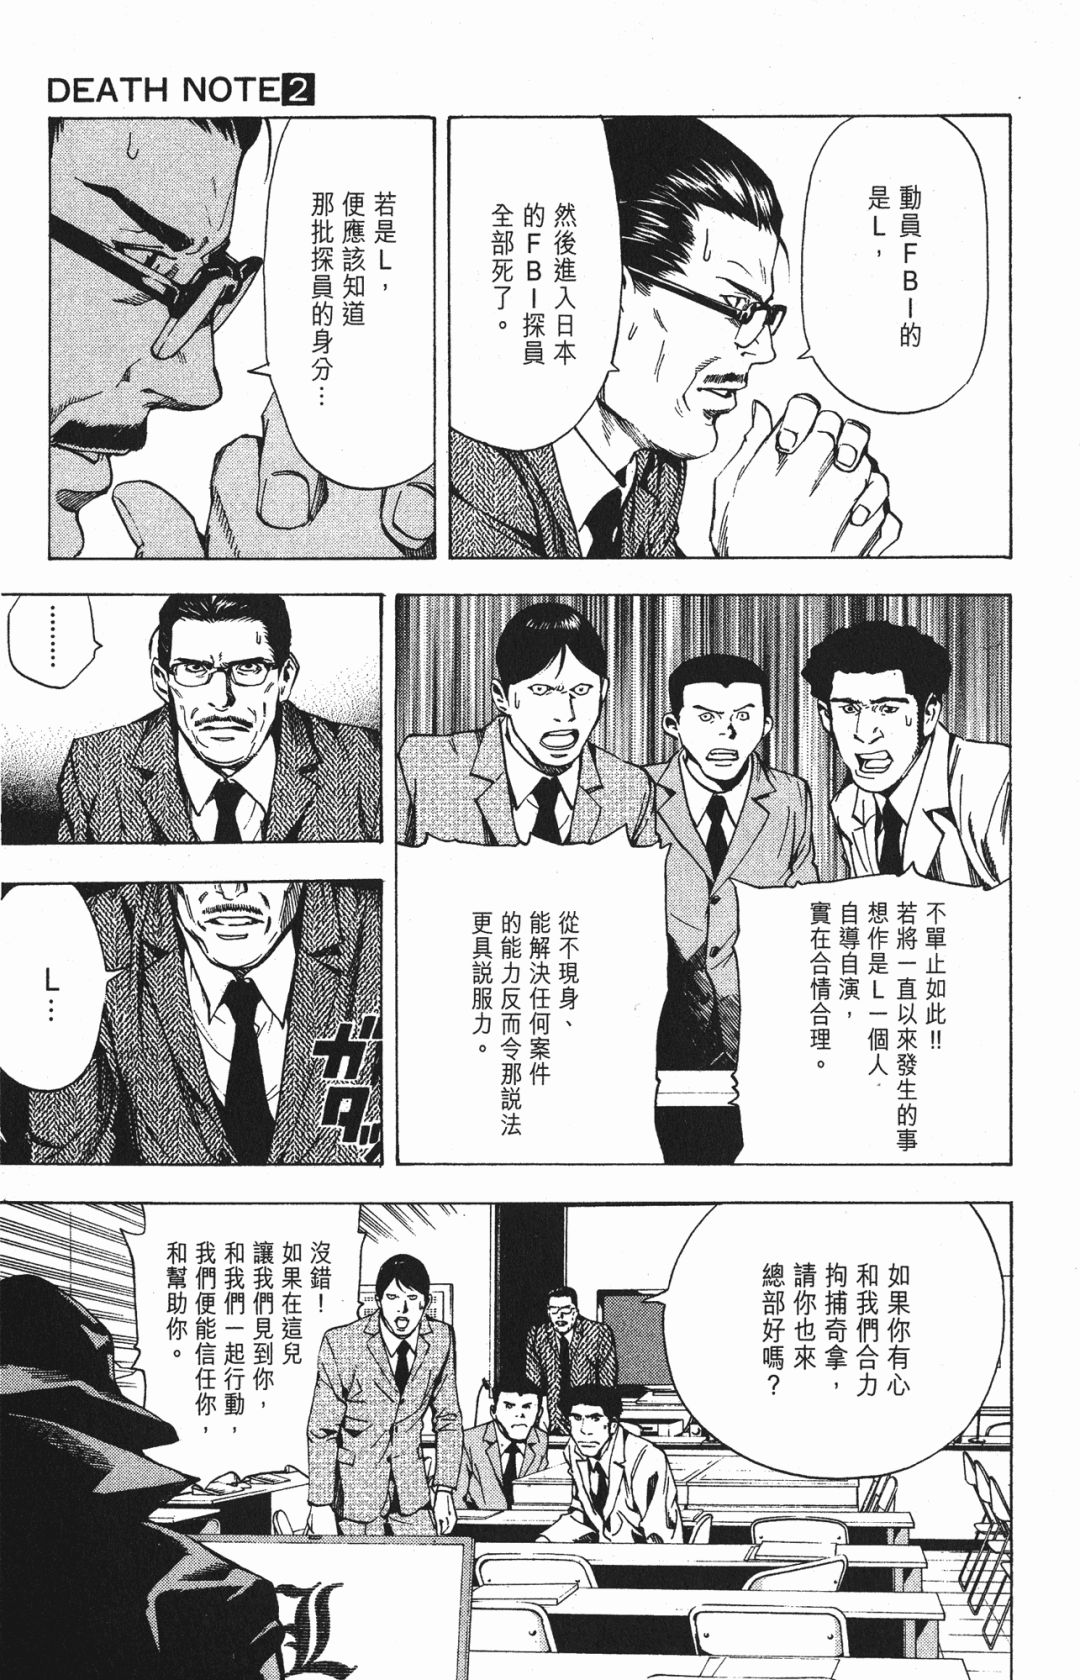 DEATH NOTE 2
動員FBI的
是L，
然後進入日本
的FBI探員
全部死了。
若是L，
便應該知道
那批探員的身分…
不單止如此!!
若將一直以來發生的事
想作是L一個人
自導自演，
實在合情合理。
從不現身、
能解決任何案件
的能力反而令那說法
更具說服力。
………
L…
ガタッ
如果你有心
和我們合力
拘捕奇拿，
請你也來
總部好嗎？
沒錯！
如果在這兒
讓我們見到你，
和我們一起行動，
我們便能信任你，
和幫助你。
L